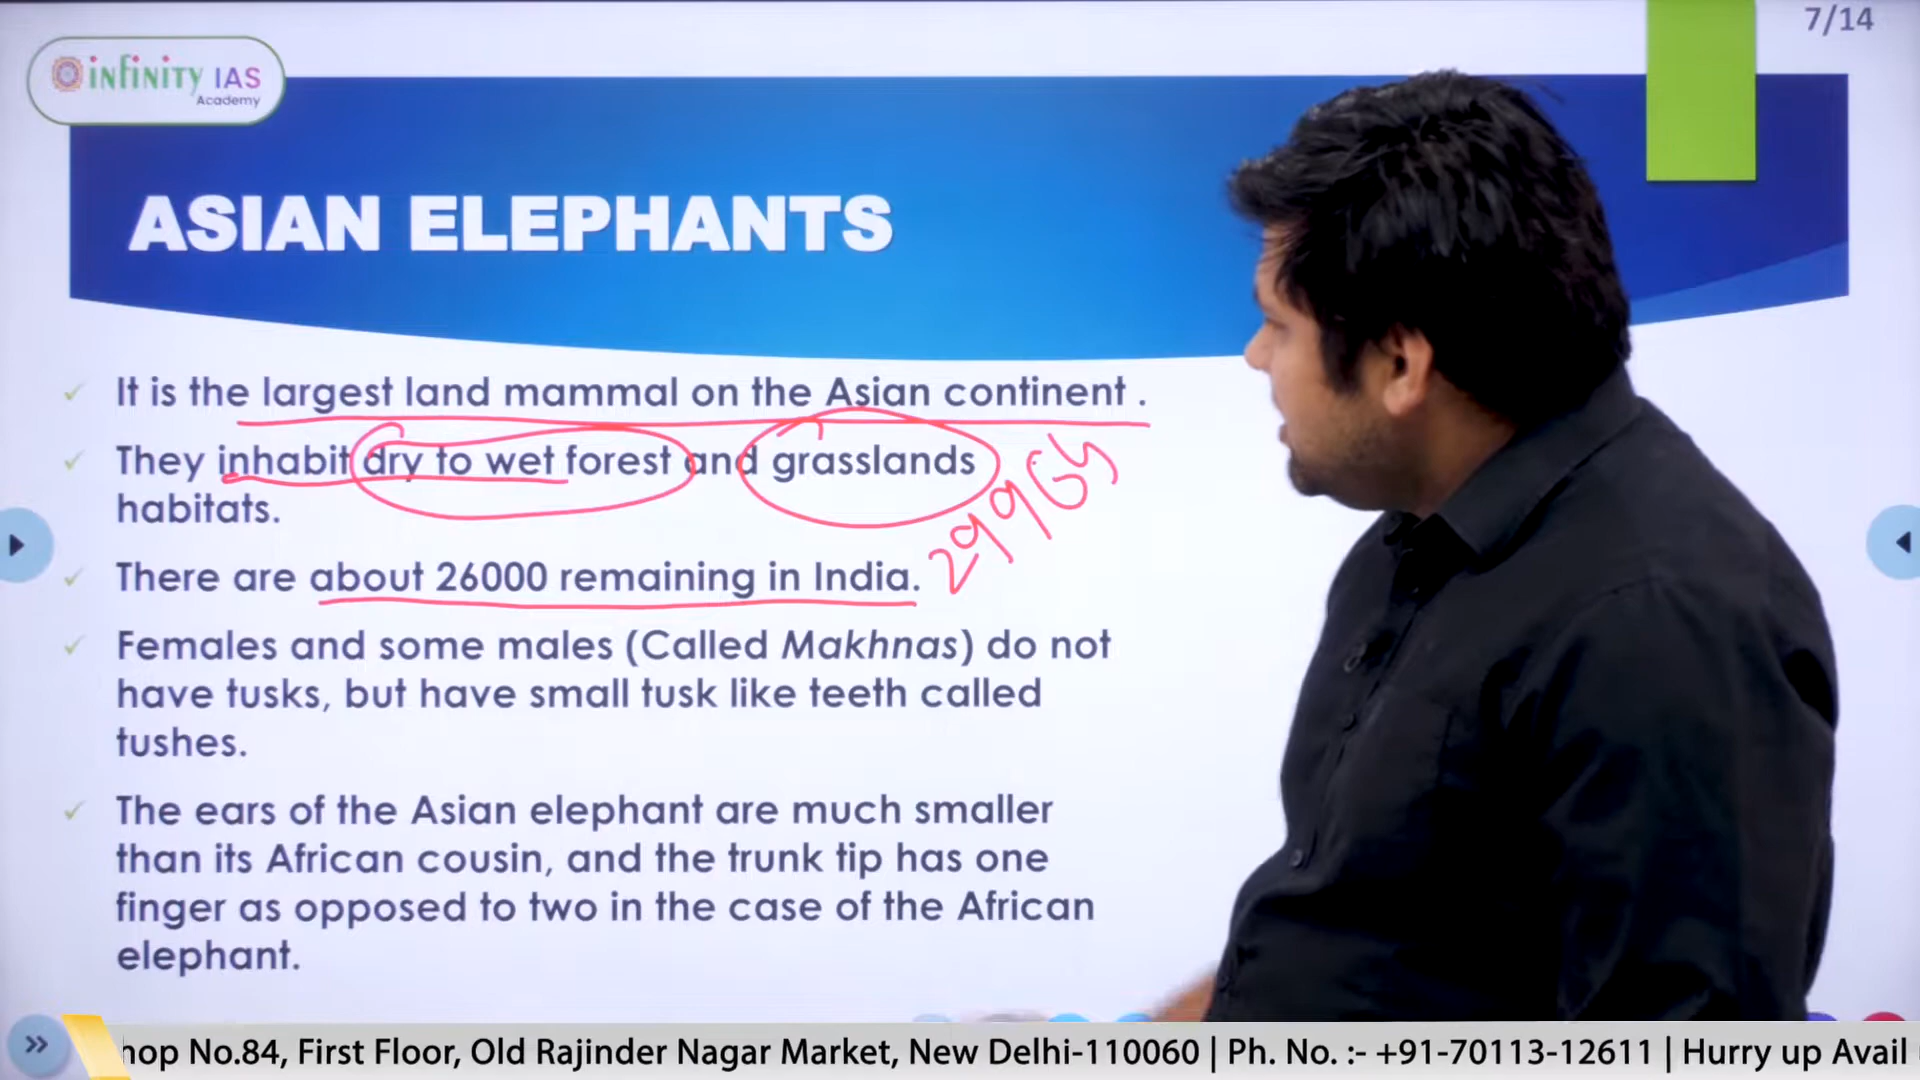 7/14
infinity IAS
Academy
ASIAN ELEPHANTS
It is the largest land mammal on the Asian continent .
They inhabit dry to wet forest and grasslands
habitats.
29964
There are about 26000 remaining in India.
Females and some males (Called Makhnas) do not
have tusks, but have small tusk like teeth called
tushes.
The ears of the Asian elephant are much smaller
than its African cousin, and the trunk tip has one
finger as opposed to two in the case of the African
elephant.
hop No.84, First Floor, Old Rajinder Nagar Market, New Delhi-110060 | Ph. No. :- +91-70113-12611 | Hurry up Avail